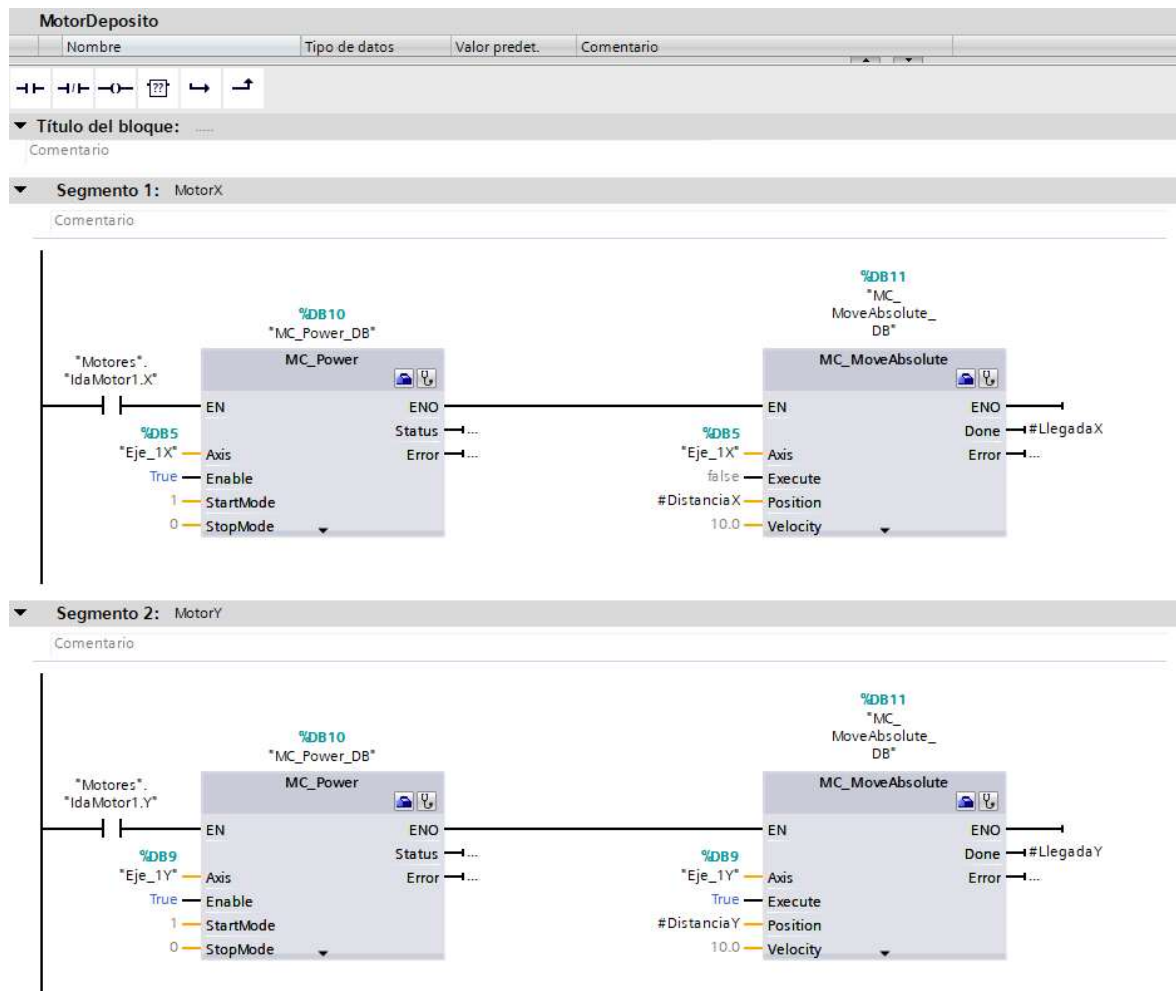 MotorDeposito
Nombre Tipo de datos Valor predet. Comentario
??
Título del bloque: .....
Comentario
Segmento 1: MotorX
Comentario
%DB10
"MC_Power_DB"
%DB11
"MC_
MoveAbsolute_
DB"
"Motores".
"IdaMotor1.X"
MC_Power
MC_MoveAbsolute
EN ENO
EN ENO
Status ...
Done #LlegadaX
%DB5
"Eje_1X" Axis
Error ...
%DB5
"Eje_1X" Axis
Error ...
True Enable
false Execute
1 StartMode
#DistanciaX Position
0 StopMode
10.0 Velocity
Segmento 2: MotorY
Comentario
%DB10
"MC_Power_DB"
%DB11
"MC_
MoveAbsolute_
DB"
"Motores".
"IdaMotor1.Y"
MC_Power
MC_MoveAbsolute
EN ENO
EN ENO
Status ...
Done #LlegadaY
%DB9
"Eje_1Y" Axis
Error ...
%DB9
"Eje_1Y" Axis
Error ...
True Enable
True Execute
1 StartMode
#DistanciaY Position
0 StopMode
10.0 Velocity